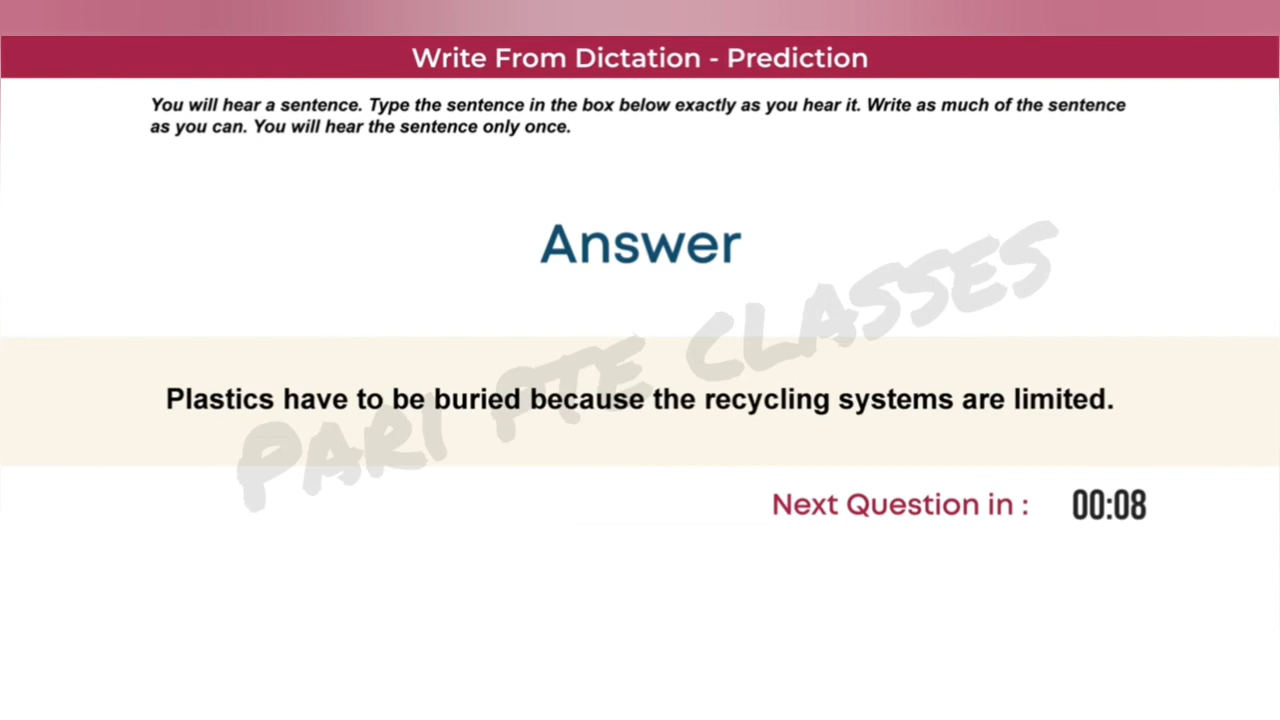 Write From Dictation - Prediction
You will hear a sentence. Type the sentence in the box below exactly as you hear it. Write as much of the sentence
as you can. You will hear the sentence only once.
Answer
PARI PTE CLASSES
Plastics have to be buried because the recycling systems are limited.
Next Question in : 00:08